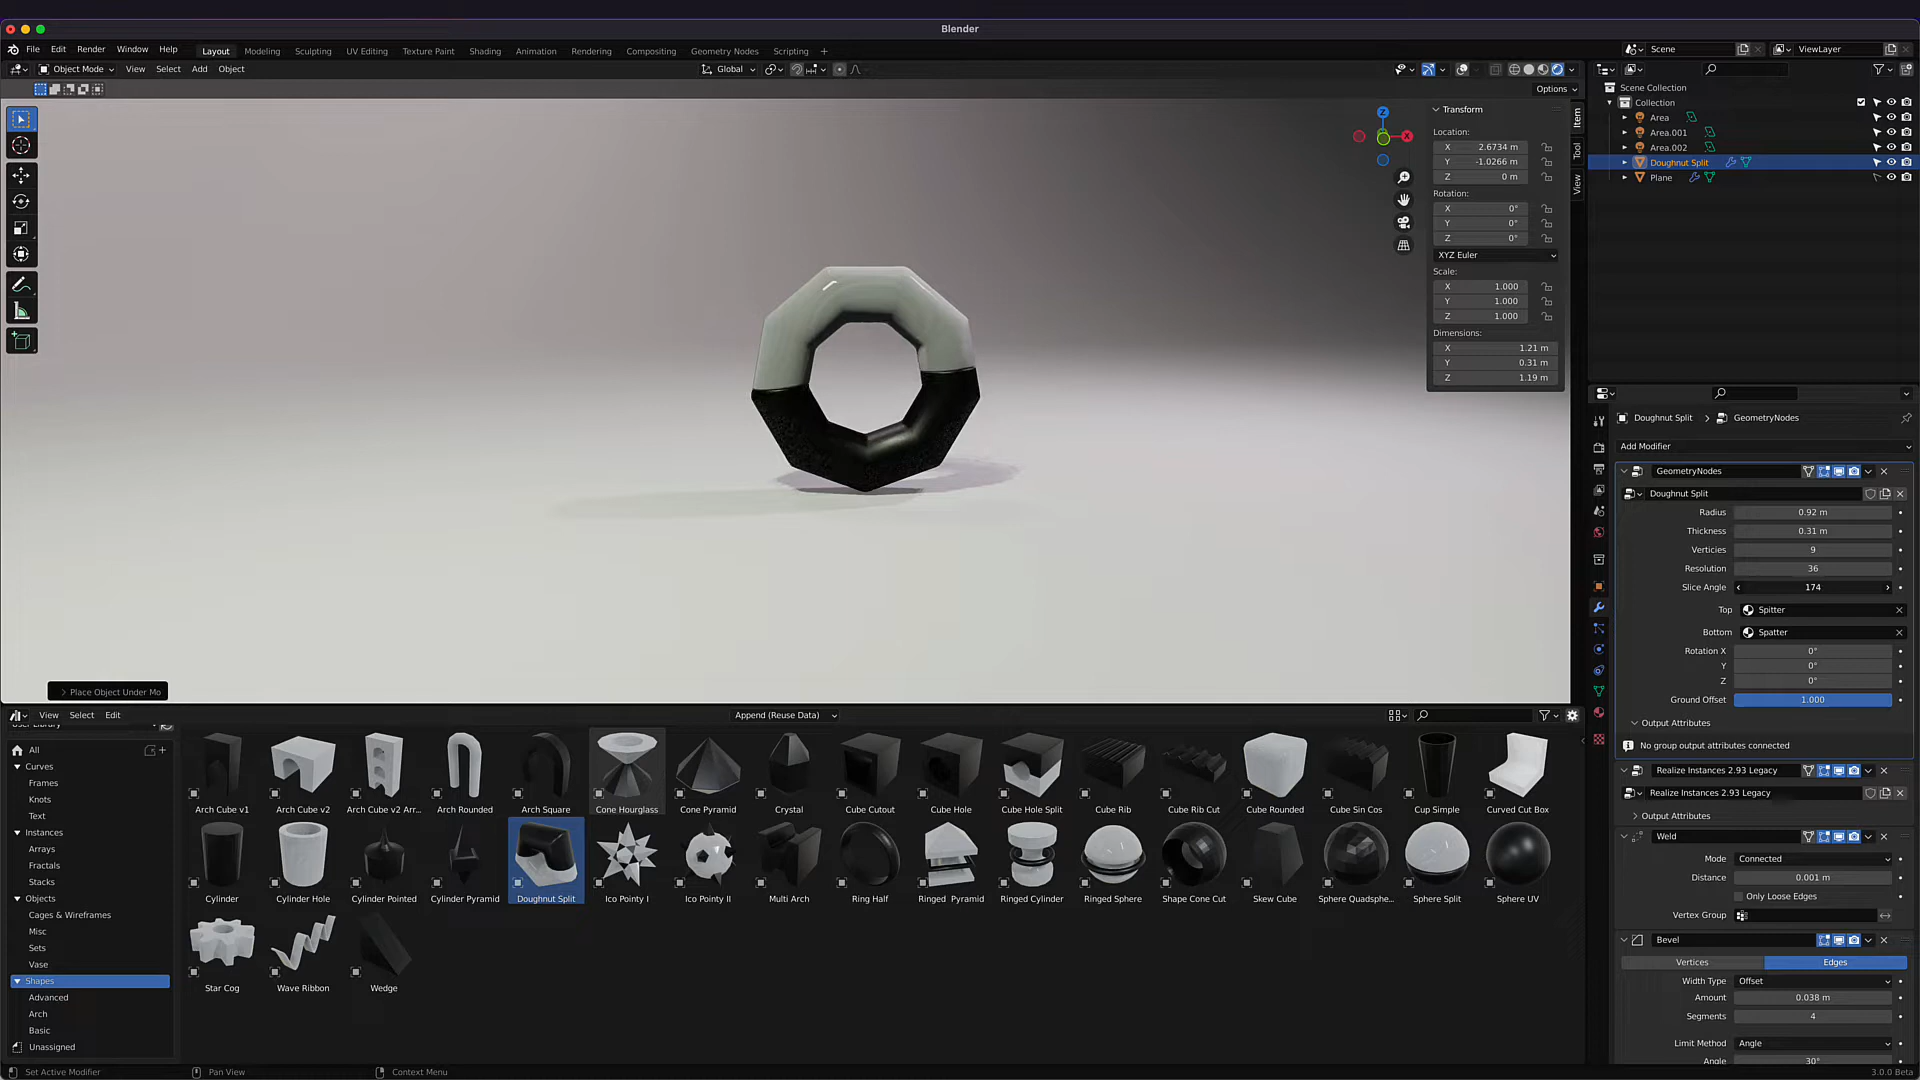 Blender
File Edit Render Window Help
Layout Modeling Sculpting UV Editing Texture Paint Shading Animation Rendering Compositing Geometry Nodes Scripting +
Scene
ViewLayer
Object Mode View Select Add Object
Global
Options
Transform
Location:
X 2.6734 m
Y -1.0266 m
Z 0 m
Rotation:
X 0°
Y 0°
Z 0°
XYZ Euler
Scale:
X 1.000
Y 1.000
Z 1.000
Dimensions:
X 1.21 m
Y 0.31 m
Z 1.19 m
Item
Tool
View
Z
X
Place Object Under Mo
Scene Collection
Collection
Area
Area.001
Area.002
Doughnut Split
Plane
Doughnut Split > GeometryNodes
Add Modifier
GeometryNodes
Doughnut Split
Radius 0.92 m
Thickness 0.31 m
Verticies 9
Resolution 36
Slice Angle 174
Top Spitter
Bottom Spatter
Rotation X 0°
Y 0°
Z 0°
Ground Offset 1.000
Output Attributes
No group output attributes connected
Realize Instances 2.93 Legacy
Realize Instances 2.93 Legacy
Output Attributes
Weld
Mode Connected
Distance 0.001 m
Only Loose Edges
Vertex Group
Bevel
Vertices Edges
Width Type Offset
Amount 0.038 m
Segments 4
Limit Method Angle
Angle 30°
View Select Edit
Append (Reuse Data)
User Library
All
Curves
Frames
Knots
Text
Instances
Arrays
Fractals
Stacks
Objects
Cages & Wireframes
Misc
Sets
Vase
Shapes
Advanced
Arch
Basic
Unassigned
Arch Cube v1 Arch Cube v2 Arch Cube v2 Arr... Arch Rounded Arch Square Cone Hourglass Cone Pyramid Crystal Cube Cutout Cube Hole Cube Hole Split Cube Rib Cube Rib Cut Cube Rounded Cube Sin Cos Cup Simple Curved Cut Box
Cylinder Cylinder Hole Cylinder Pointed Cylinder Pyramid Doughnut Split Ico Pointy I Ico Pointy II Multi Arch Ring Half Ringed Pyramid Ringed Cylinder Ringed Sphere Shape Cone Cut Skew Cube Sphere Quadsphe... Sphere Split Sphere UV
Star Cog Wave Ribbon Wedge
Set Active Modifier Pan View Context Menu
3.0.0 Beta